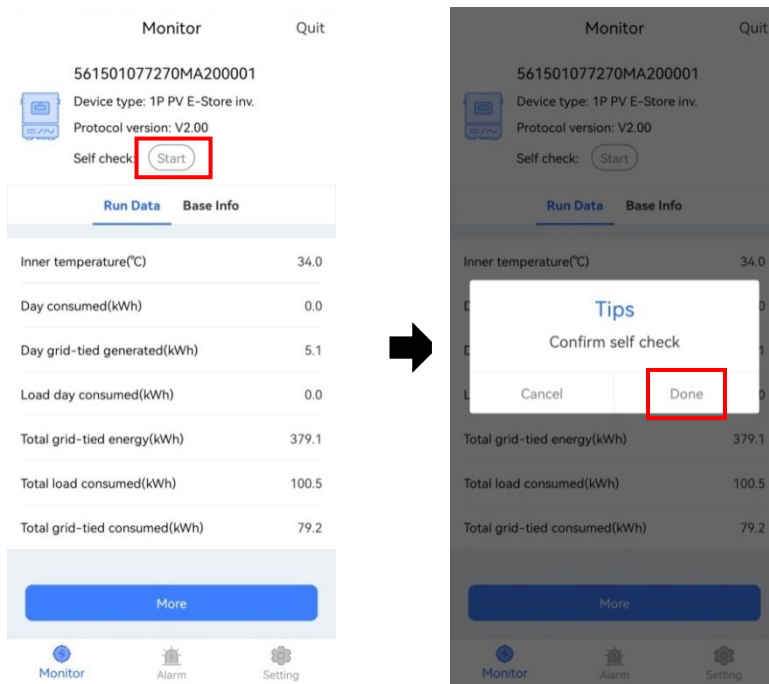 Monitor Quit
561501077270MA200001
Device type: 1P PV E-Store inv.
Protocol version: V2.00
Self check: Start
Run Data Base Info
Inner temperature(℃) 34.0
Day consumed(kWh) 0.0
Day grid-tied generated(kWh) 5.1
Load day consumed(kWh) 0.0
Total grid-tied energy(kWh) 379.1
Total load consumed(kWh) 100.5
Total grid-tied consumed(kWh) 79.2
More
Monitor Alarm Setting
Monitor Quit
561501077270MA200001
Device type: 1P PV E-Store inv.
Protocol version: V2.00
Self check: Start
Run Data Base Info
Inner temperature(℃) 34.0
Tips
Confirm self check
Cancel Done
Total grid-tied energy(kWh) 379.1
Total load consumed(kWh) 100.5
Total grid-tied consumed(kWh) 79.2
More
Monitor Alarm Setting